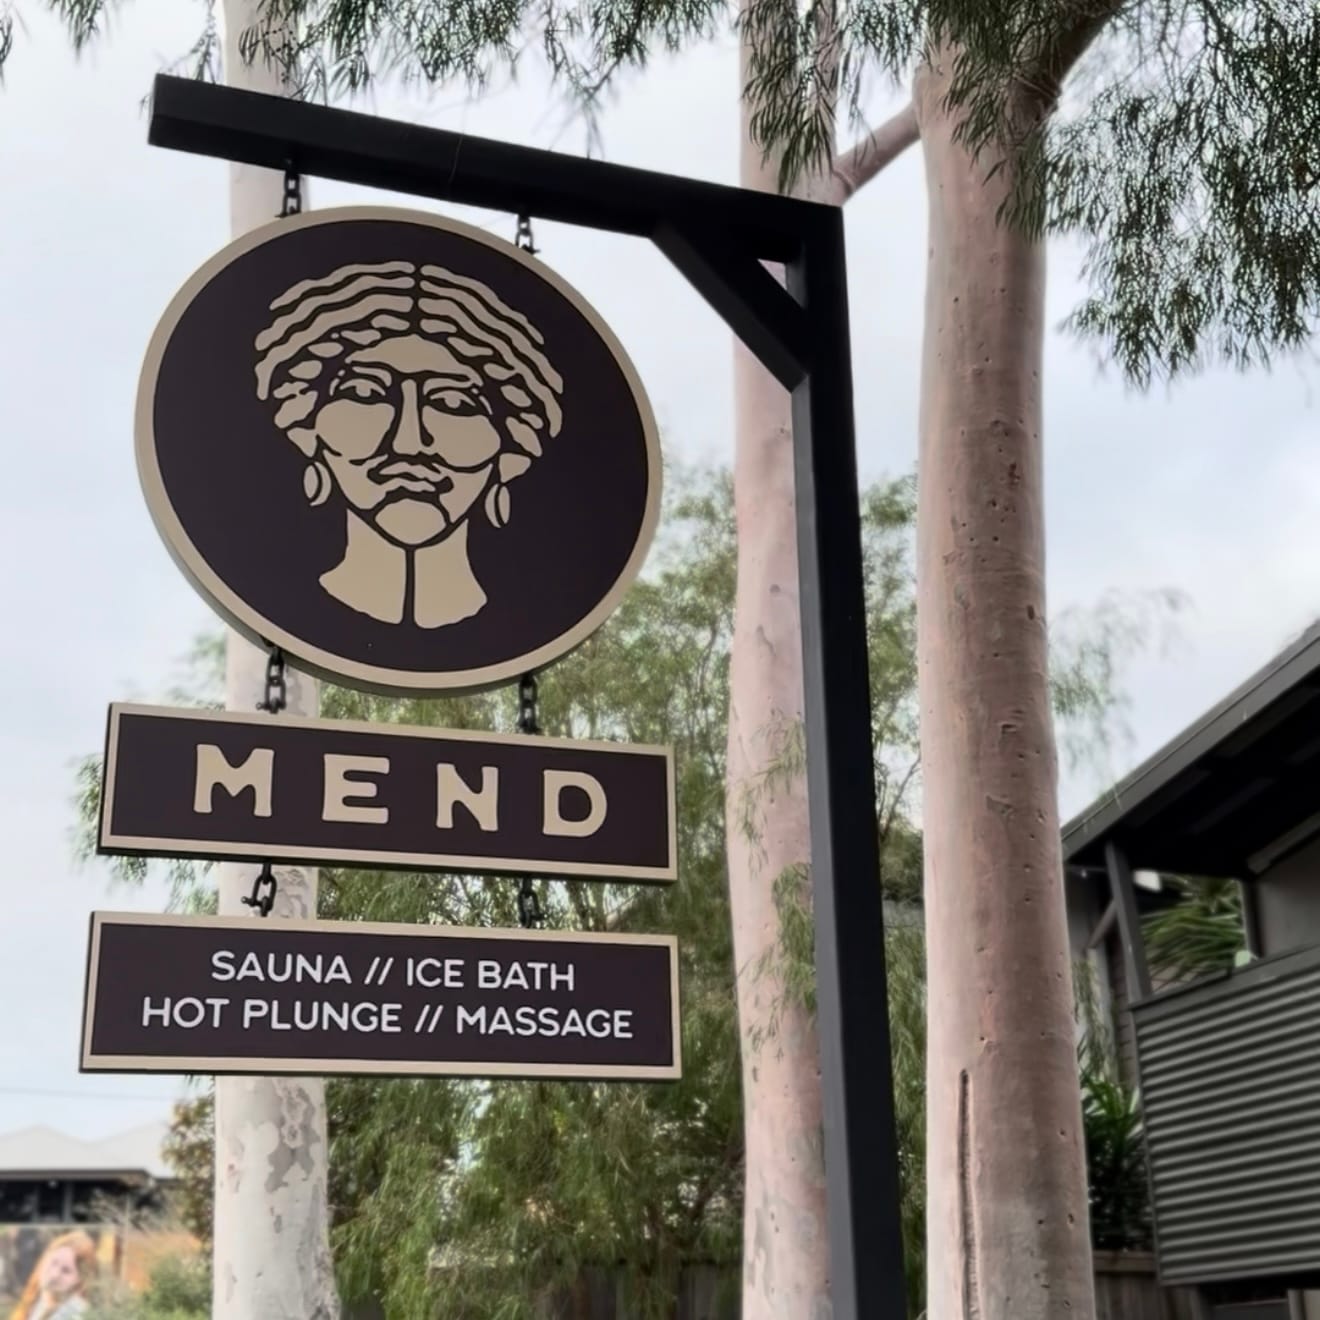 MEND
SAUNA // ICE BATH
HOT PLUNGE // MASSAGE